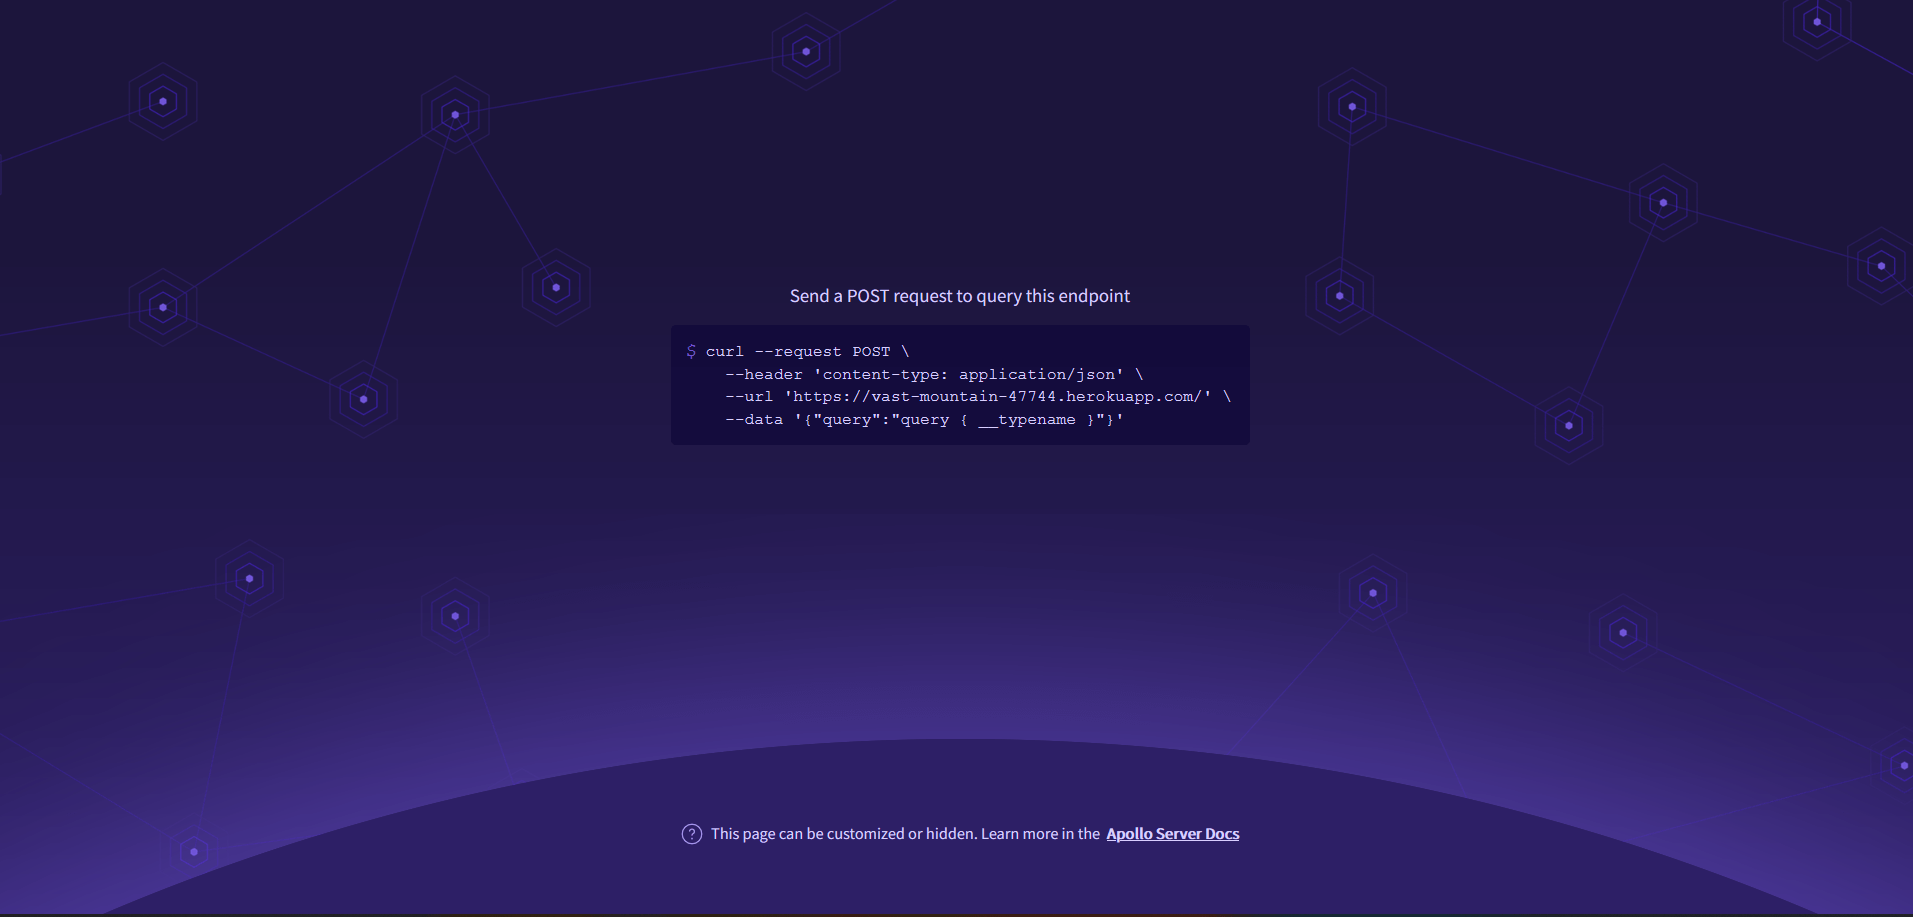 Send a POST request to query this endpoint
$ curl --request POST \
--header 'content-type: application/json' \
--url 'https://vast-mountain-47744.herokuapp.com/' \
--data '{"query":"query { __typename }"}'
? This page can be customized or hidden. Learn more in the Apollo Server Docs